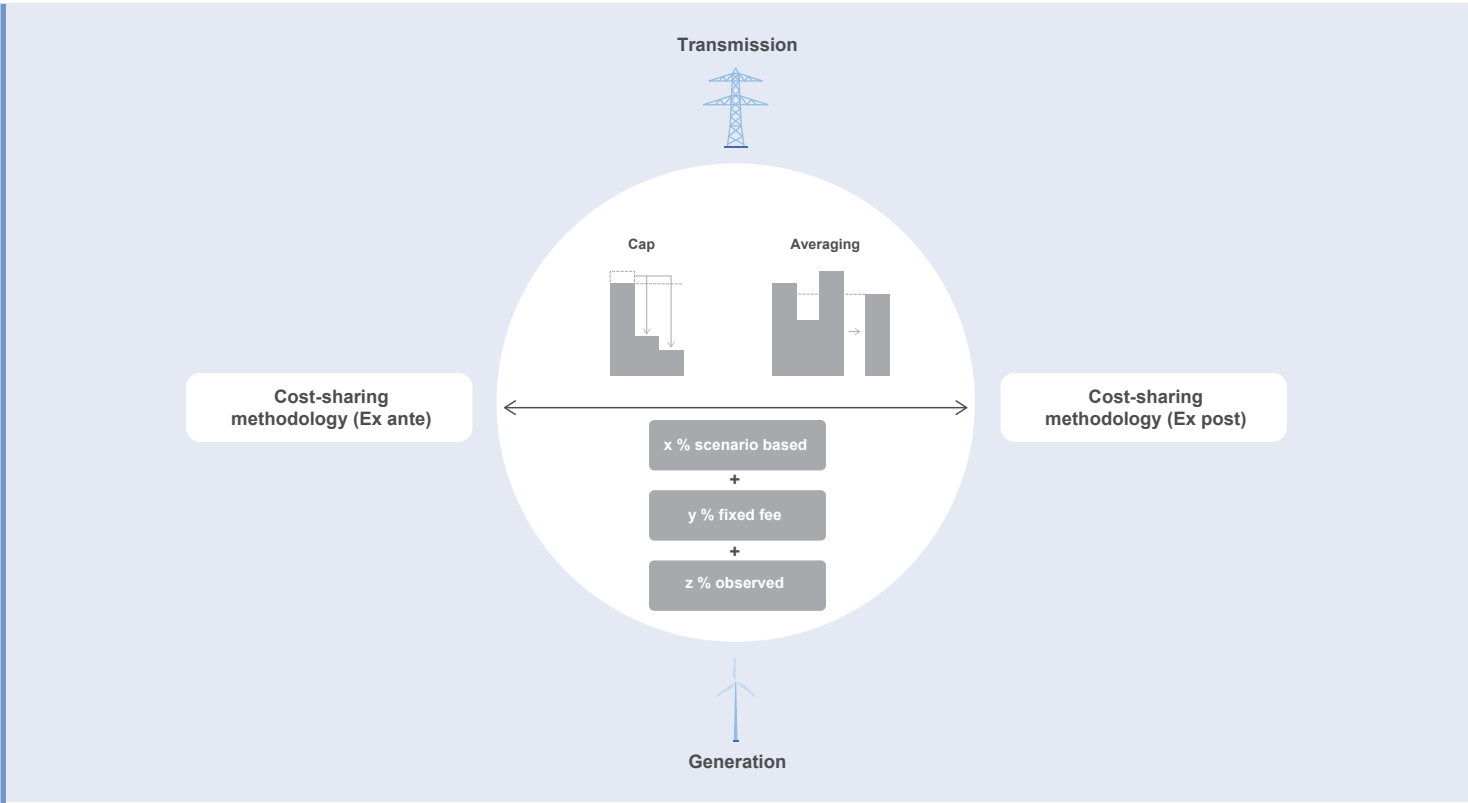 Transmission
Cap
Averaging
Cost-sharing
methodology (Ex ante)
Cost-sharing
methodology (Ex post)
x % scenario based
+
y % fixed fee
+
z % observed
Generation